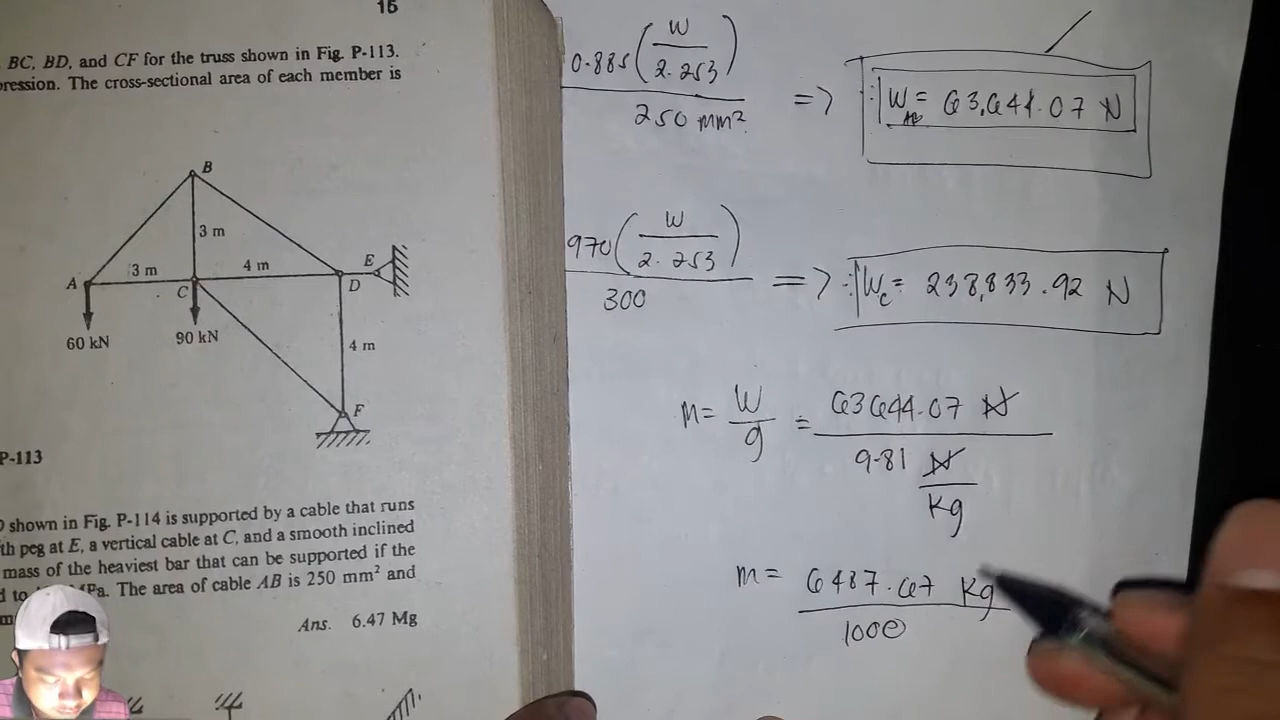 15
BC, BD, and CF for the truss shown in Fig. P-113.
pression. The cross-sectional area of each member is
B
3 m
3 m
4 m
E
A
C
D
60 kN
90 kN
4 m
F
P-113
D shown in Fig. P-114 is supported by a cable that runs
th peg at E, a vertical cable at C, and a smooth inclined
mass of the heaviest bar that can be supported if the
d to MPa. The area of cable AB is 250 mm² and
Ans. 6.47 Mg
0.885(W/2.253)
250 mm²
=> ∴ W_AB = 63,644.07 N
970(W/2.253)
300
=> ∴ W_C = 238,833.92 N
m = W/g = 63644.07 N
9.81 N/kg
m = 6487.67 kg
1000